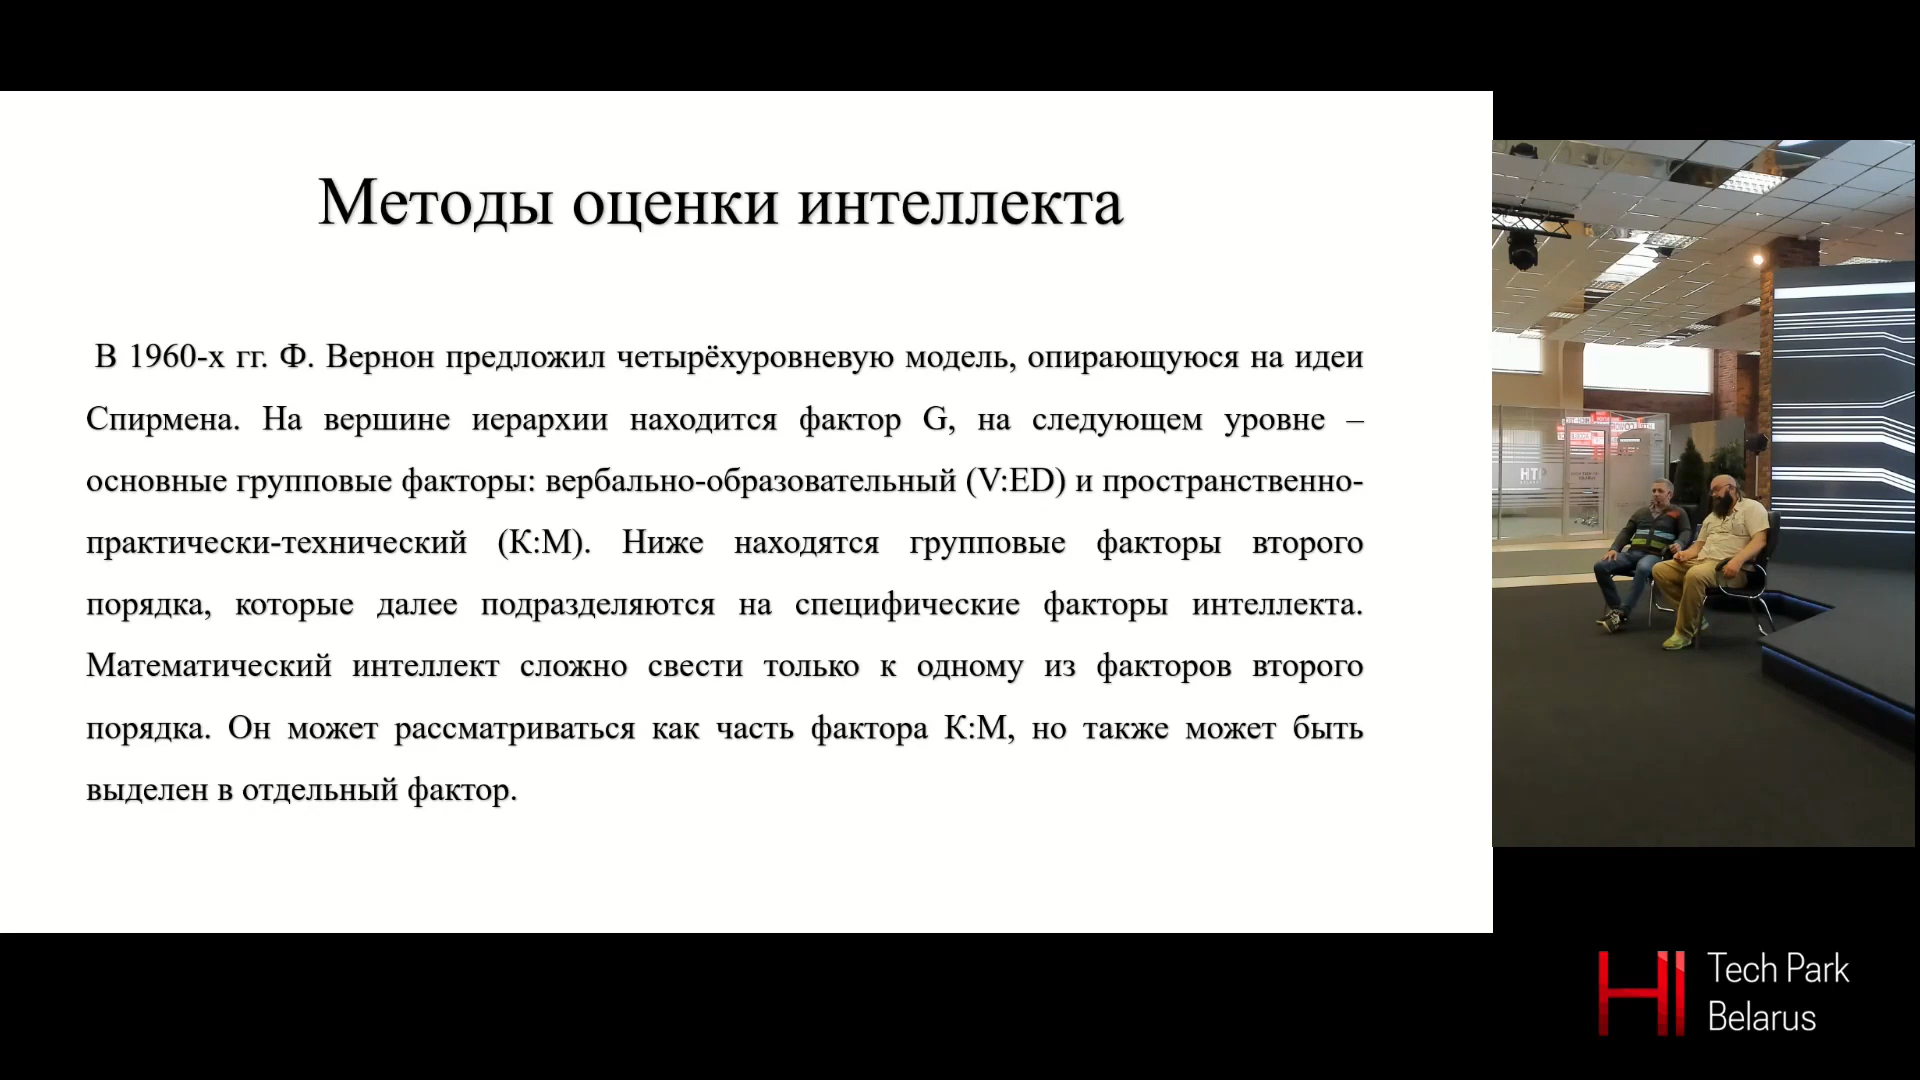 Методы оценки интеллекта
В 1960-х гг. Ф. Вернон предложил четырёхуровневую модель, опирающуюся на идеи
Спирмена. На вершине иерархии находится фактор G, на следующем уровне –
основные групповые факторы: вербально-образовательный (V:ED) и пространственно-
практически-технический (К:М). Ниже находятся групповые факторы второго
порядка, которые далее подразделяются на специфические факторы интеллекта.
Математический интеллект сложно свести только к одному из факторов второго
порядка. Он может рассматриваться как часть фактора К:М, но также может быть
выделен в отдельный фактор.
HTP
HI Tech Park
Belarus